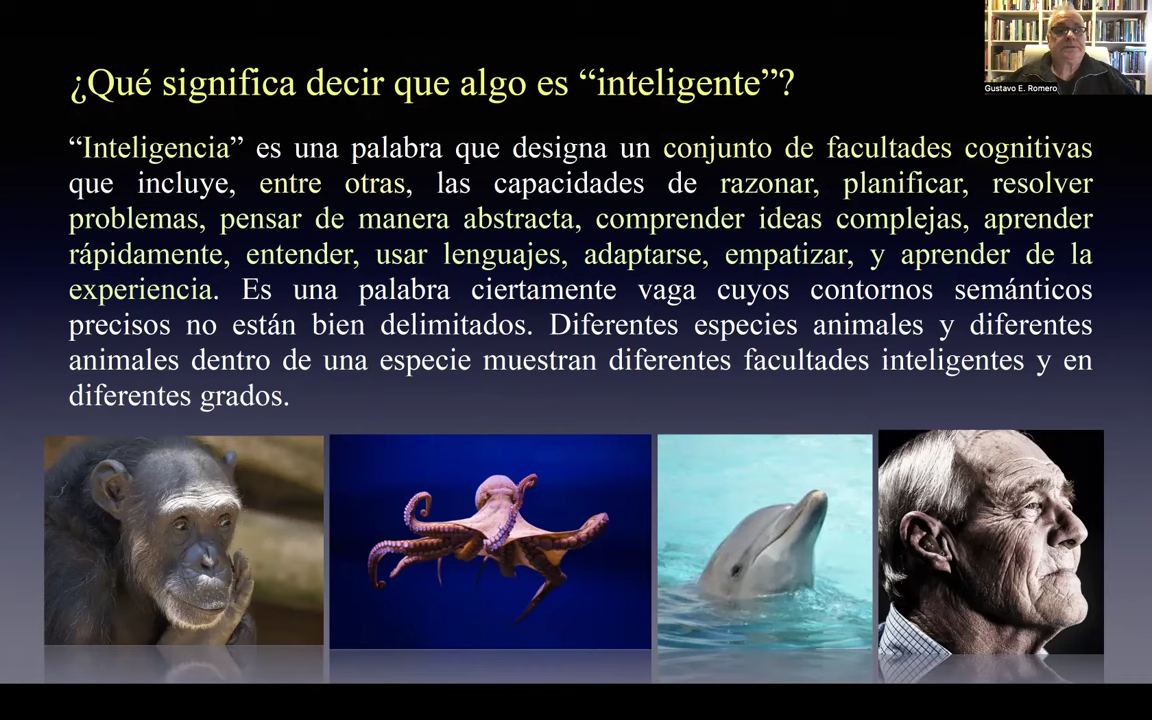 ¿Qué significa decir que algo es “inteligente”?
Gustavo E. Romero
“Inteligencia” es una palabra que designa un conjunto de facultades cognitivas
que incluye, entre otras, las capacidades de razonar, planificar, resolver
problemas, pensar de manera abstracta, comprender ideas complejas, aprender
rápidamente, entender, usar lenguajes, adaptarse, empatizar, y aprender de la
experiencia. Es una palabra ciertamente vaga cuyos contornos semánticos
precisos no están bien delimitados. Diferentes especies animales y diferentes
animales dentro de una especie muestran diferentes facultades inteligentes y en
diferentes grados.